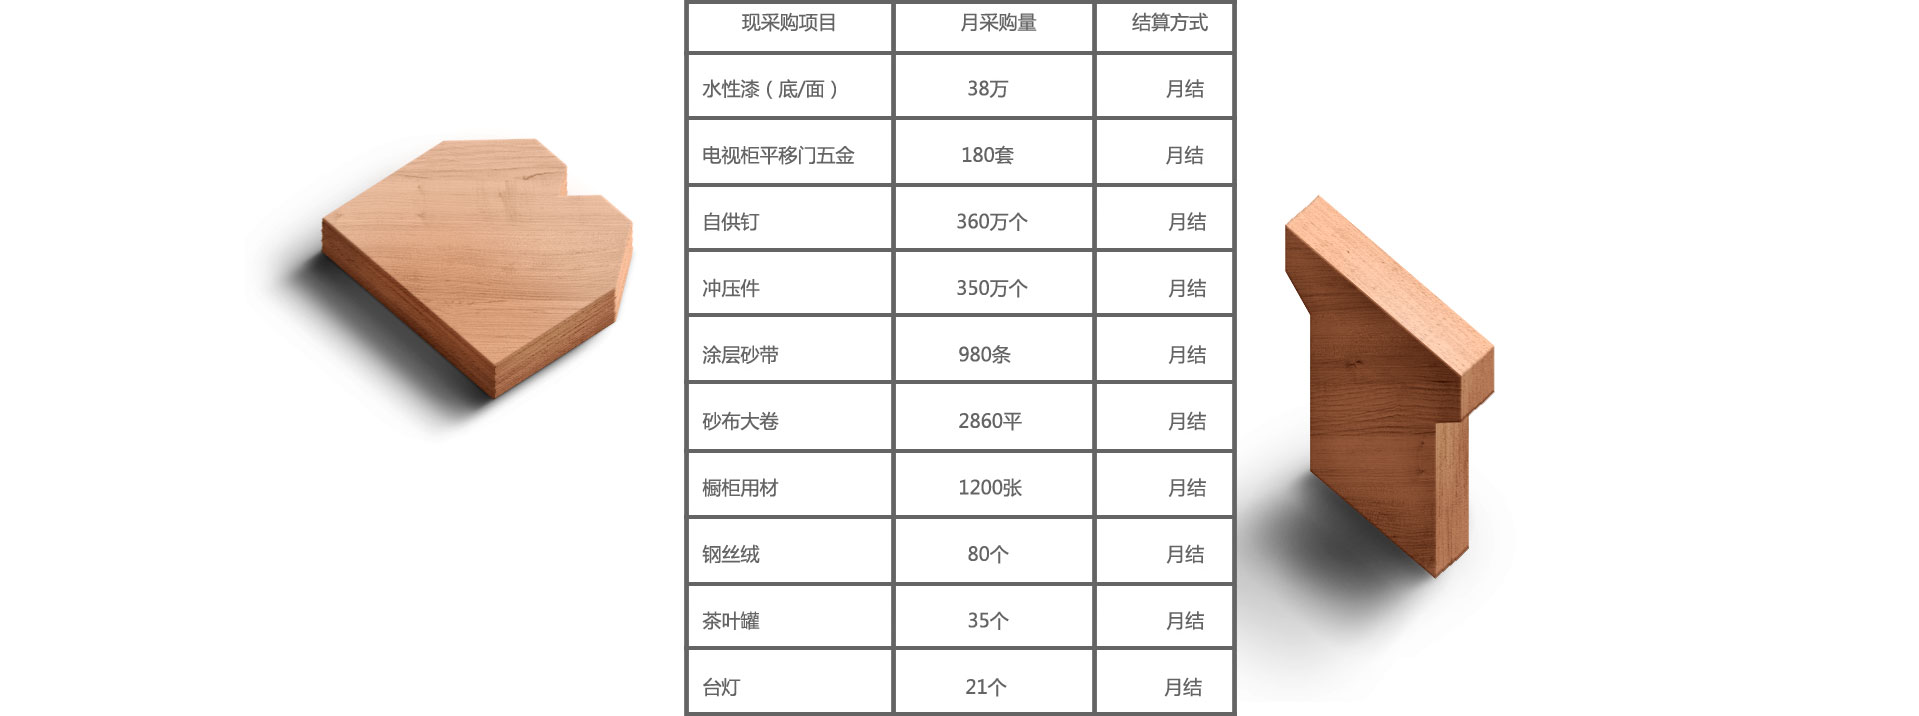 现采购项目 月采购量 结算方式
水性漆（底/面） 38万 月结
电视柜平移门五金 180套 月结
自供钉 360万个 月结
冲压件 350万个 月结
涂层砂带 980条 月结
砂布大卷 2860平 月结
橱柜用材 1200张 月结
钢丝绒 80个 月结
茶叶罐 35个 月结
台灯 21个 月结